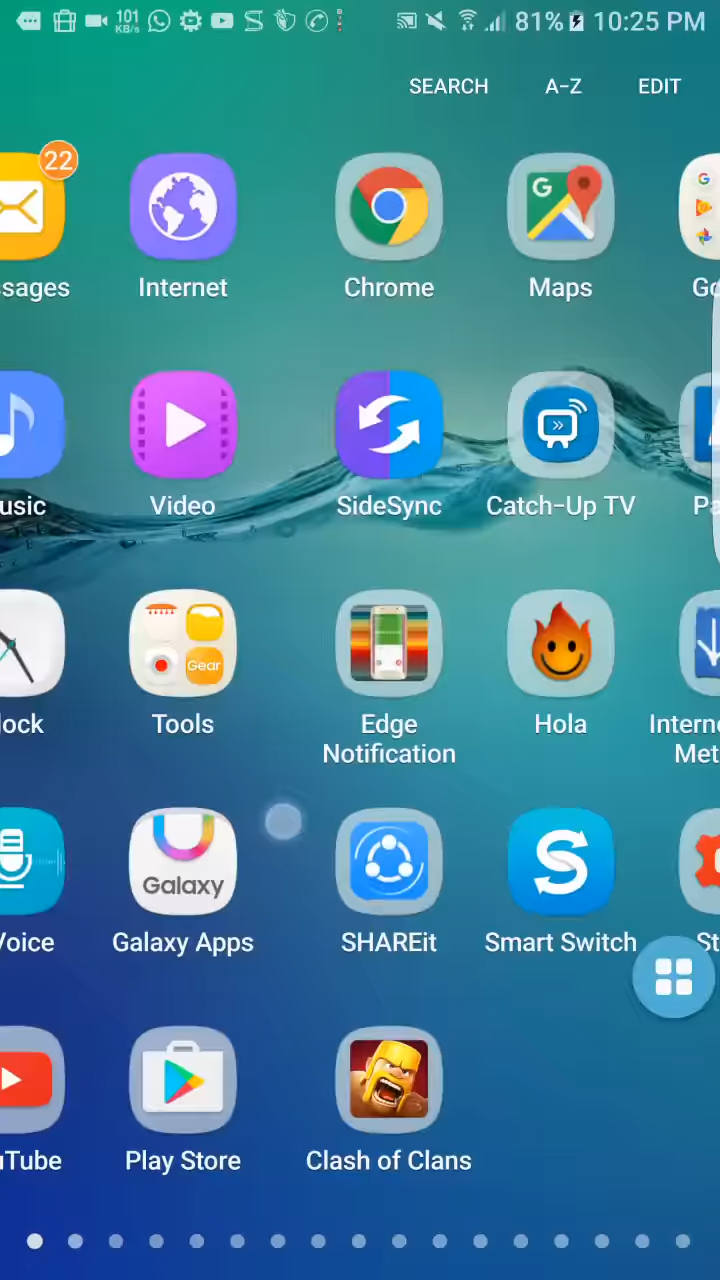 101
KB/s
81%
10:25 PM
SEARCH
A-Z
EDIT
22
G
G
ssages
Internet
Chrome
Maps
Go
usic
Video
SideSync
Catch-Up TV
Pa
Gear
lock
Tools
Edge
Notification
Hola
Interne
Met
Galaxy
S
Voice
Galaxy Apps
SHAREit
Smart Switch
St
uTube
Play Store
Clash of Clans